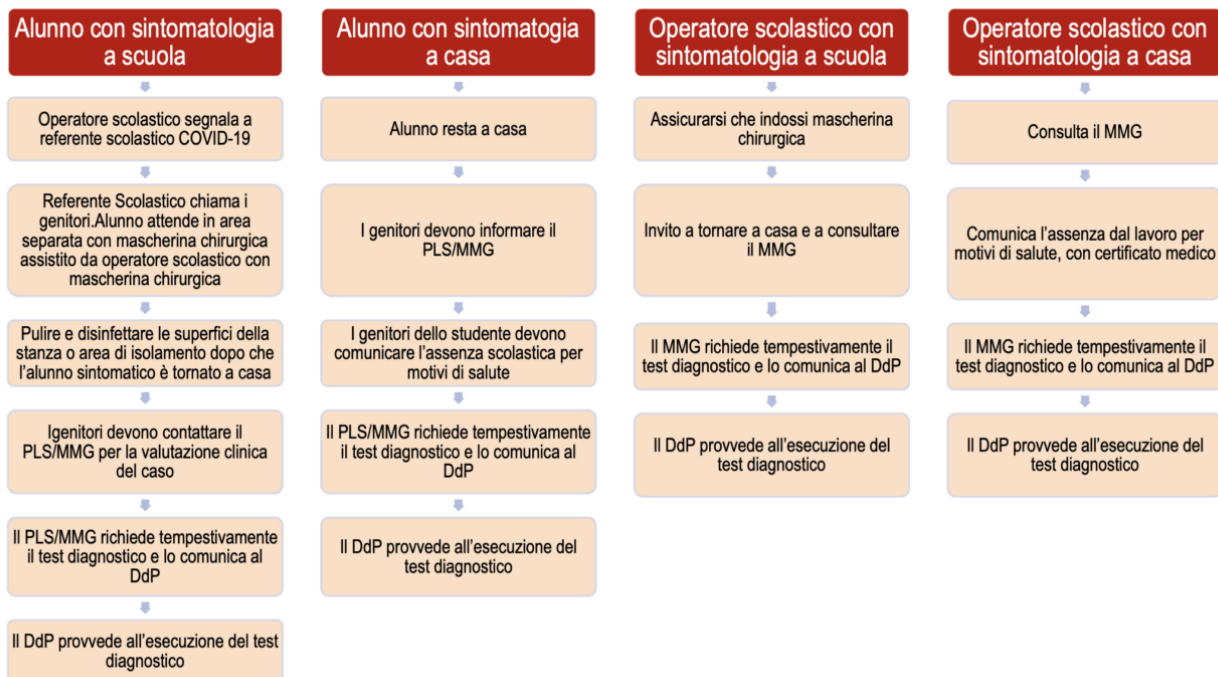 Alunno con sintomatologia
a scuola
Operatore scolastico segnala a
referente scolastico COVID-19
Referente Scolastico chiama i
genitori.Alunno attende in area
separata con mascherina chirurgica
assistito da operatore scolastico con
mascherina chirurgica
Pulire e disinfettare le superfici della
stanza o area di isolamento dopo che
l'alunno sintomatico è tornato a casa
Igenitori devono contattare il
PLS/MMG per la valutazione clinica
del caso
Il PLS/MMG richiede tempestivamente
il test diagnostico e lo comunica al
DdP
Il DdP provvede all'esecuzione del test
diagnostico
Alunno con sintomatogia
a casa
Alunno resta a casa
I genitori devono informare il
PLS/MMG
I genitori dello studente devono
comunicare l'assenza scolastica per
motivi di salute
Il PLS/MMG richiede tempestivamente
il test diagnostico e lo comunica al
DdP
Il DdP provvede all'esecuzione del
test diagnostico
Operatore scolastico con
sintomatologia a scuola
Assicurarsi che indossi mascherina
chirurgica
Invito a tornare a casa e a consultare
il MMG
Il MMG richiede tempestivamente il
test diagnostico e lo comunica al DdP
Il DdP provvede all'esecuzione del
test diagnostico
Operatore scolastico con
sintomatologia a casa
Consulta il MMG
Comunica l'assenza dal lavoro per
motivi di salute, con certificato medico
Il MMG richiede tempestivamente il
test diagnostico e lo comunica al DdP
Il DdP provvede all'esecuzione del
test diagnostico